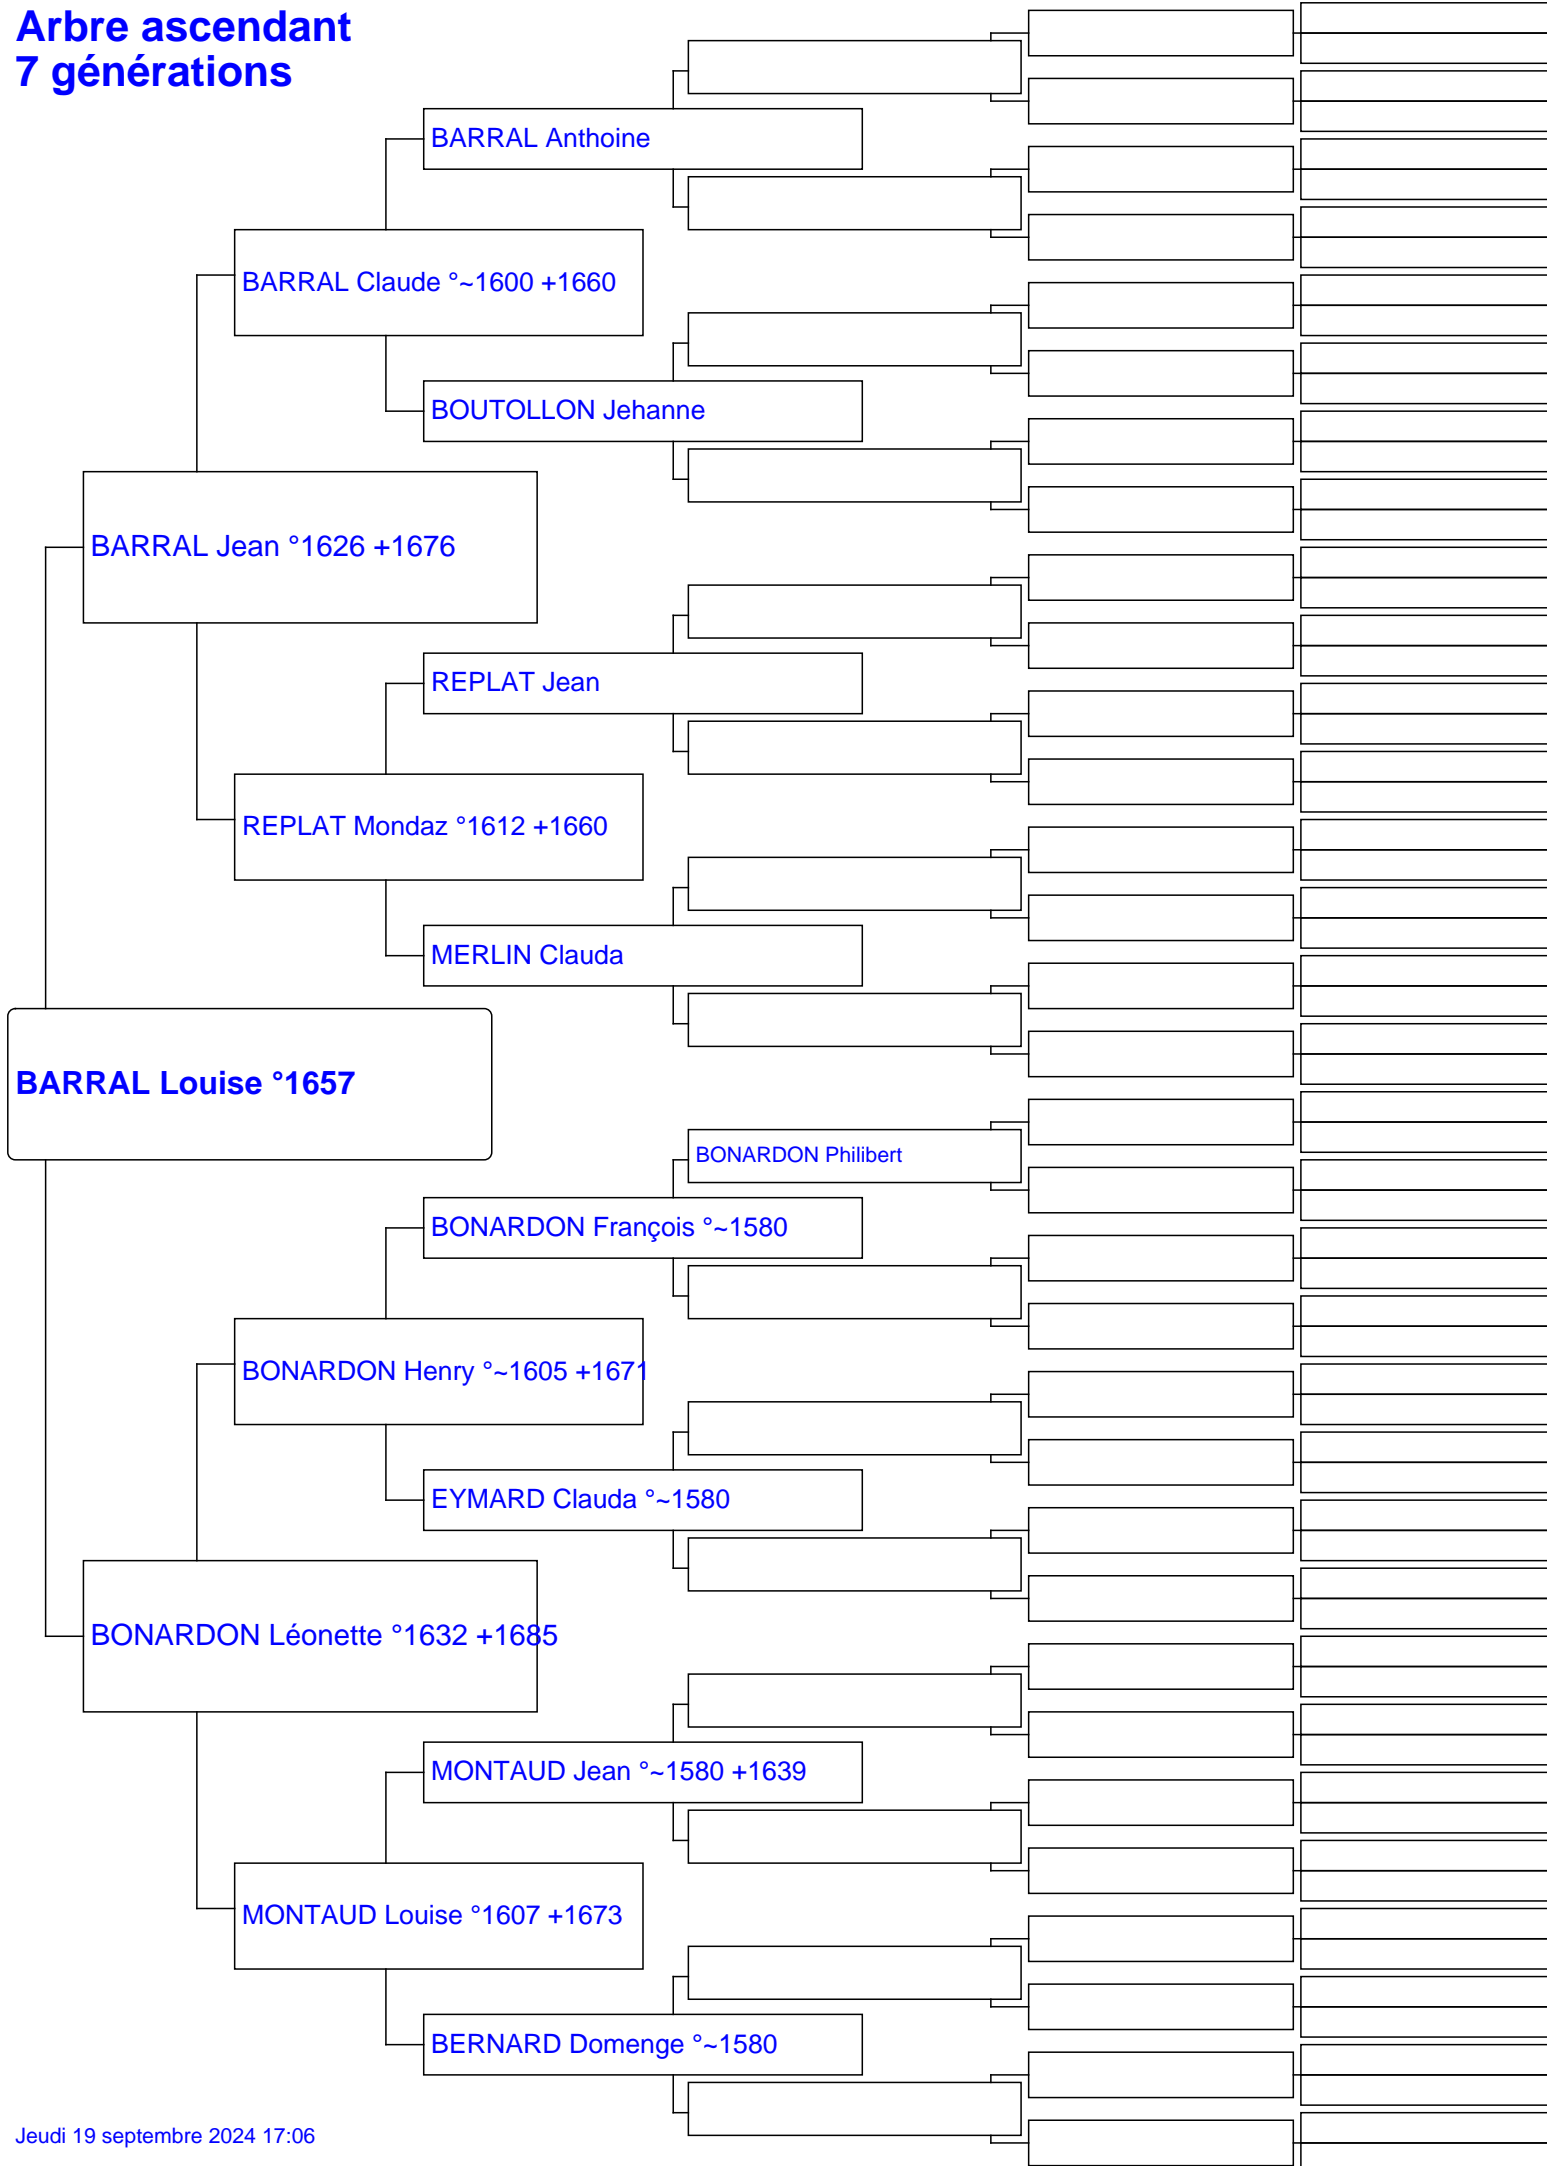 Arbre ascendant
7 générations
BARRAL Anthoine
BARRAL Claude °~1600 +1660
BOUTOLLON Jehanne
BARRAL Jean °1626 +1676
REPLAT Jean
REPLAT Mondaz °1612 +1660
MERLIN Clauda
BARRAL Louise °1657
BONARDON Philibert
BONARDON François °~1580
BONARDON Henry °~1605 +1671
EYMARD Clauda °~1580
BONARDON Léonette °1632 +1685
MONTAUD Jean °~1580 +1639
MONTAUD Louise °1607 +1673
BERNARD Domenge °~1580
Jeudi 19 septembre 2024 17:06